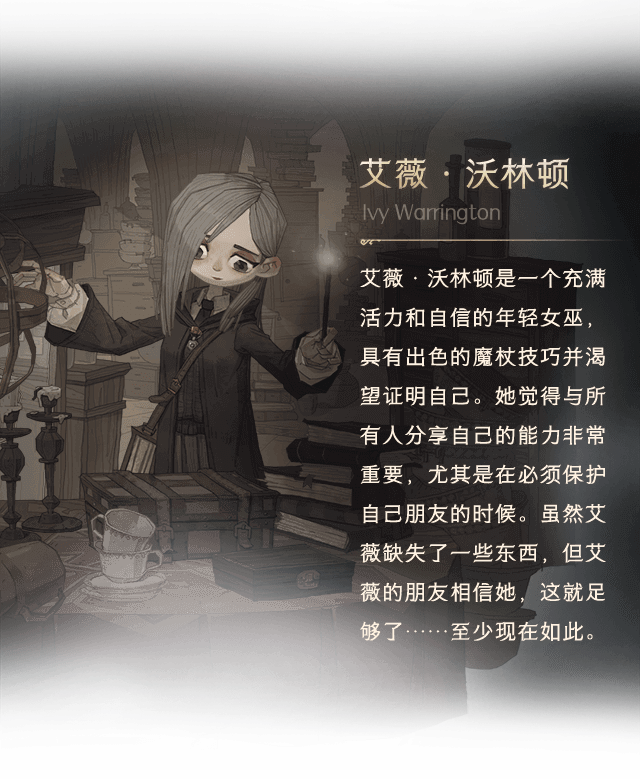 艾薇·沃林顿
Ivy Warrington
艾薇·沃林顿是一个充满
活力和自信的年轻女巫，
具有出色的魔杖技巧并渴
望证明自己。她觉得与所
有人分享自己的能力非常
重要，尤其是在必须保护
自己朋友的时候。虽然艾
薇缺失了一些东西，但艾
薇的朋友相信她，这就足
够了……至少现在如此。